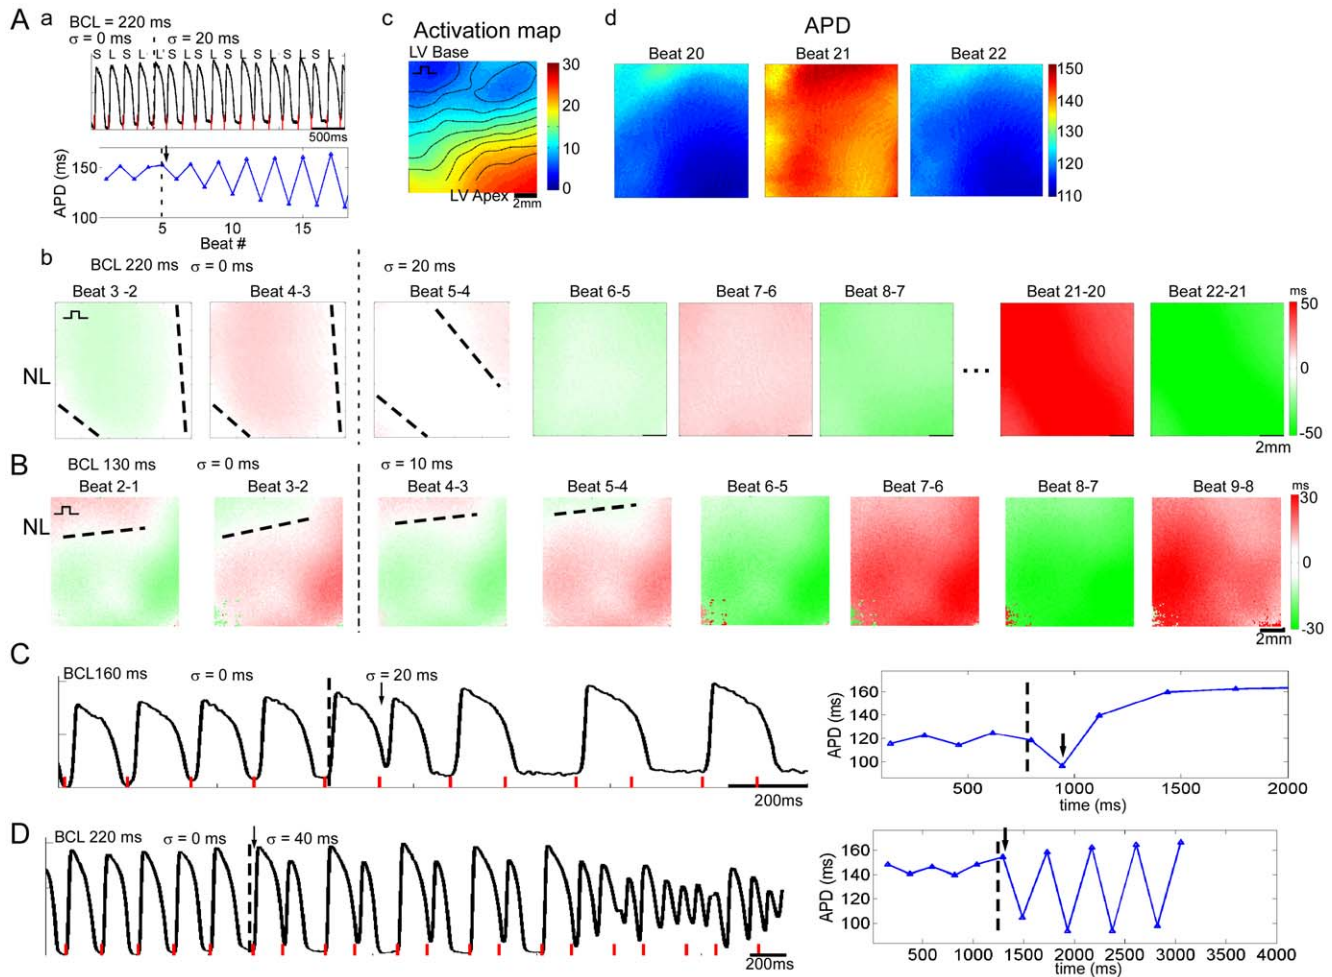 A
a
BCL = 220 ms
σ = 0 ms
σ = 20 ms
S L S L L' S L S L S L S L S L
500ms
APD (ms)
150
100
5
10
15
Beat #
c
Activation map
LV Base
LV Apex
2mm
30
20
10
0
d
APD
Beat 20
Beat 21
Beat 22
150
140
130
120
110
b
BCL 220 ms
σ = 0 ms
σ = 20 ms
Beat 3 -2
Beat 4-3
Beat 5-4
Beat 6-5
Beat 7-6
Beat 8-7
Beat 21-20
Beat 22-21
NL
ms
50
0
-50
2mm
B
BCL 130 ms
σ = 0 ms
σ = 10 ms
Beat 2-1
Beat 3-2
Beat 4-3
Beat 5-4
Beat 6-5
Beat 7-6
Beat 8-7
Beat 9-8
NL
ms
30
0
-30
2mm
C
BCL160 ms
σ = 0 ms
σ = 20 ms
200ms
APD (ms)
160
140
120
100
500 1000 1500 2000
time (ms)
D
BCL 220 ms
σ = 0 ms
σ = 40 ms
200ms
APD (ms)
160
140
120
100
500 1000 1500 2000 2500 3000 3500 4000
time (ms)